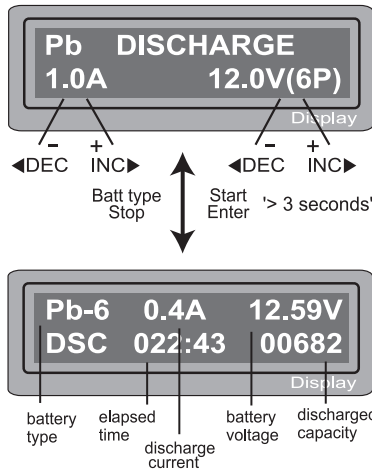 Pb DISCHARGE
1.0A 12.0V(6P)
Display
- + - +
◀DEC INC▶ ◀DEC INC▶
Batt type Start '> 3 seconds'
Stop Enter
Pb-6 0.4A 12.59V
DSC 022:43 00682
Display
battery type
elapsed time
discharge current
battery voltage
discharged capacity